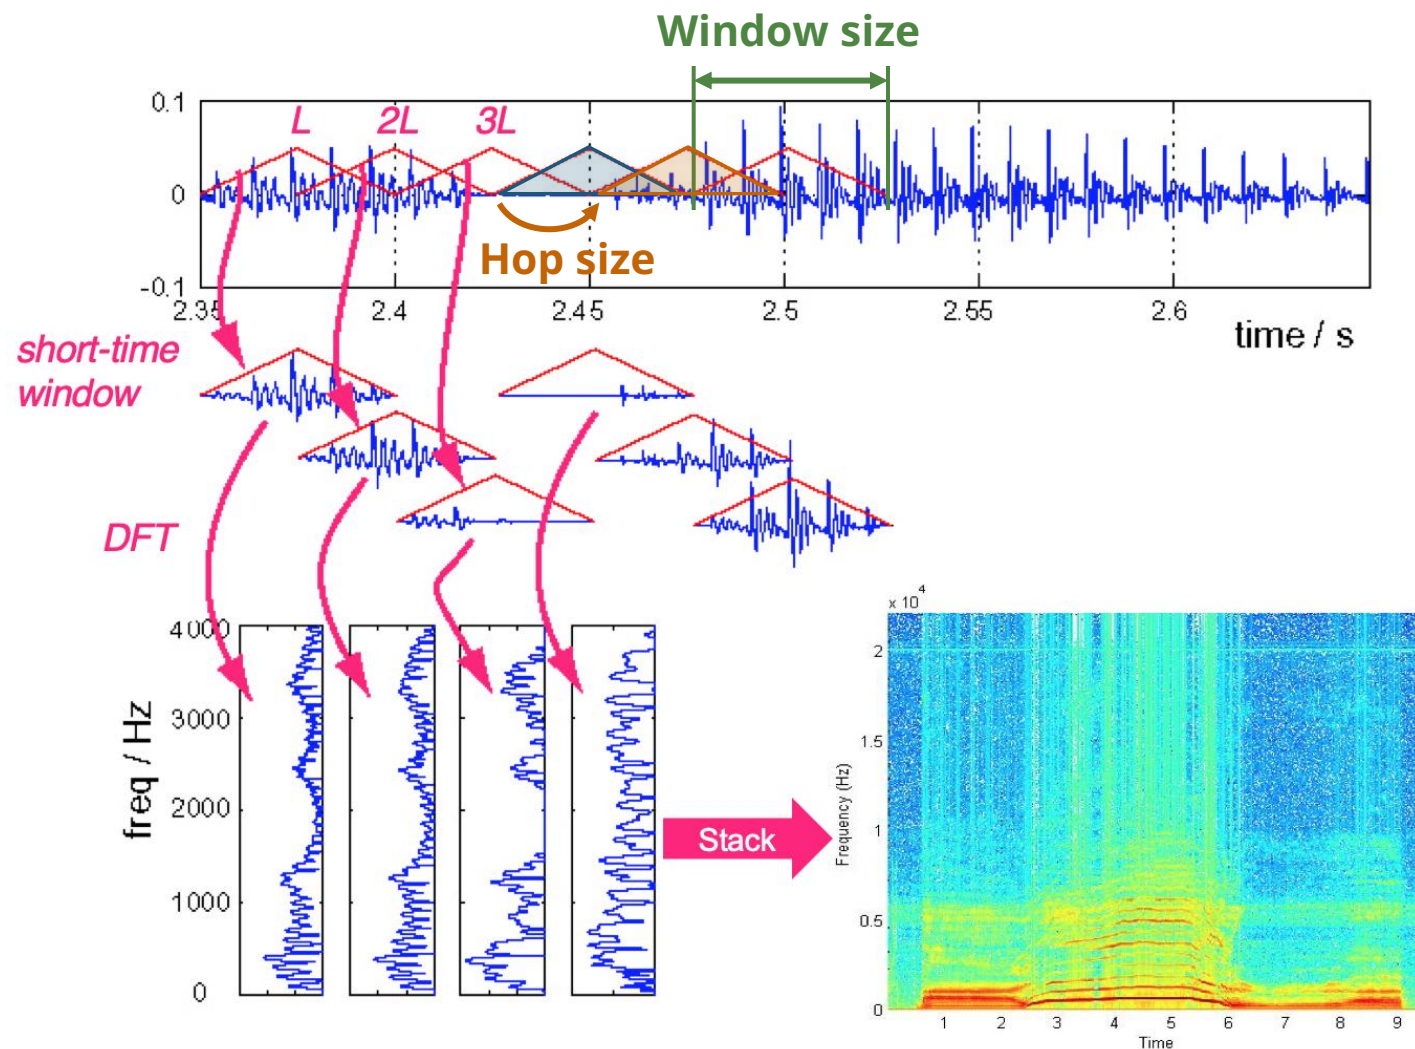 Window size
0.1
L
2L
3L
0
Hop size
-0.1
2.35
2.4
2.45
2.5
2.55
2.6
time / s
short-time
window
DFT
freq / Hz
4000
3000
2000
1000
0
Stack
x 10^4
Frequency (Hz)
2
1.5
1
0.5
0
1
2
3
4
5
6
7
8
9
Time